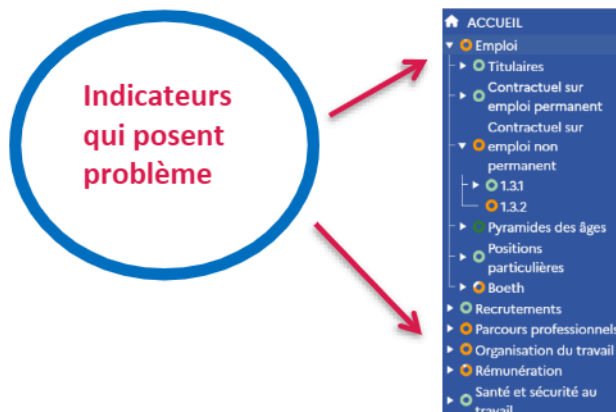 Indicateurs
qui posent
problème
ACCUEIL
Emploi
Titulaires
Contractuel sur
emploi permanent
Contractuel sur
emploi non
permanent
1.3.1
1.3.2
Pyramides des âges
Positions
particulières
Boeth
Recrutements
Parcours professionnels
Organisation du travail
Rémunération
Santé et sécurité au
travail